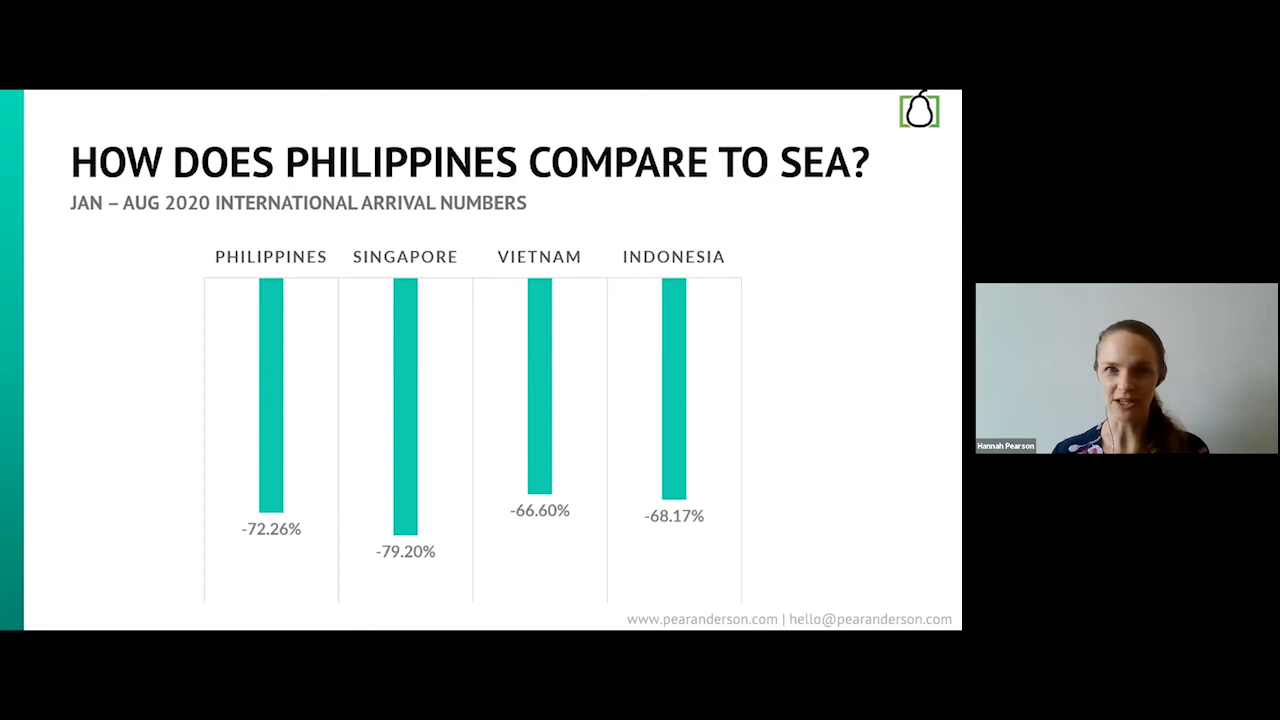 HOW DOES PHILIPPINES COMPARE TO SEA?
JAN – AUG 2020 INTERNATIONAL ARRIVAL NUMBERS
PHILIPPINES SINGAPORE VIETNAM INDONESIA
-72.26%
-79.20%
-66.60%
-68.17%
www.pearanderson.com | hello@pearanderson.com
Hannah Pearson